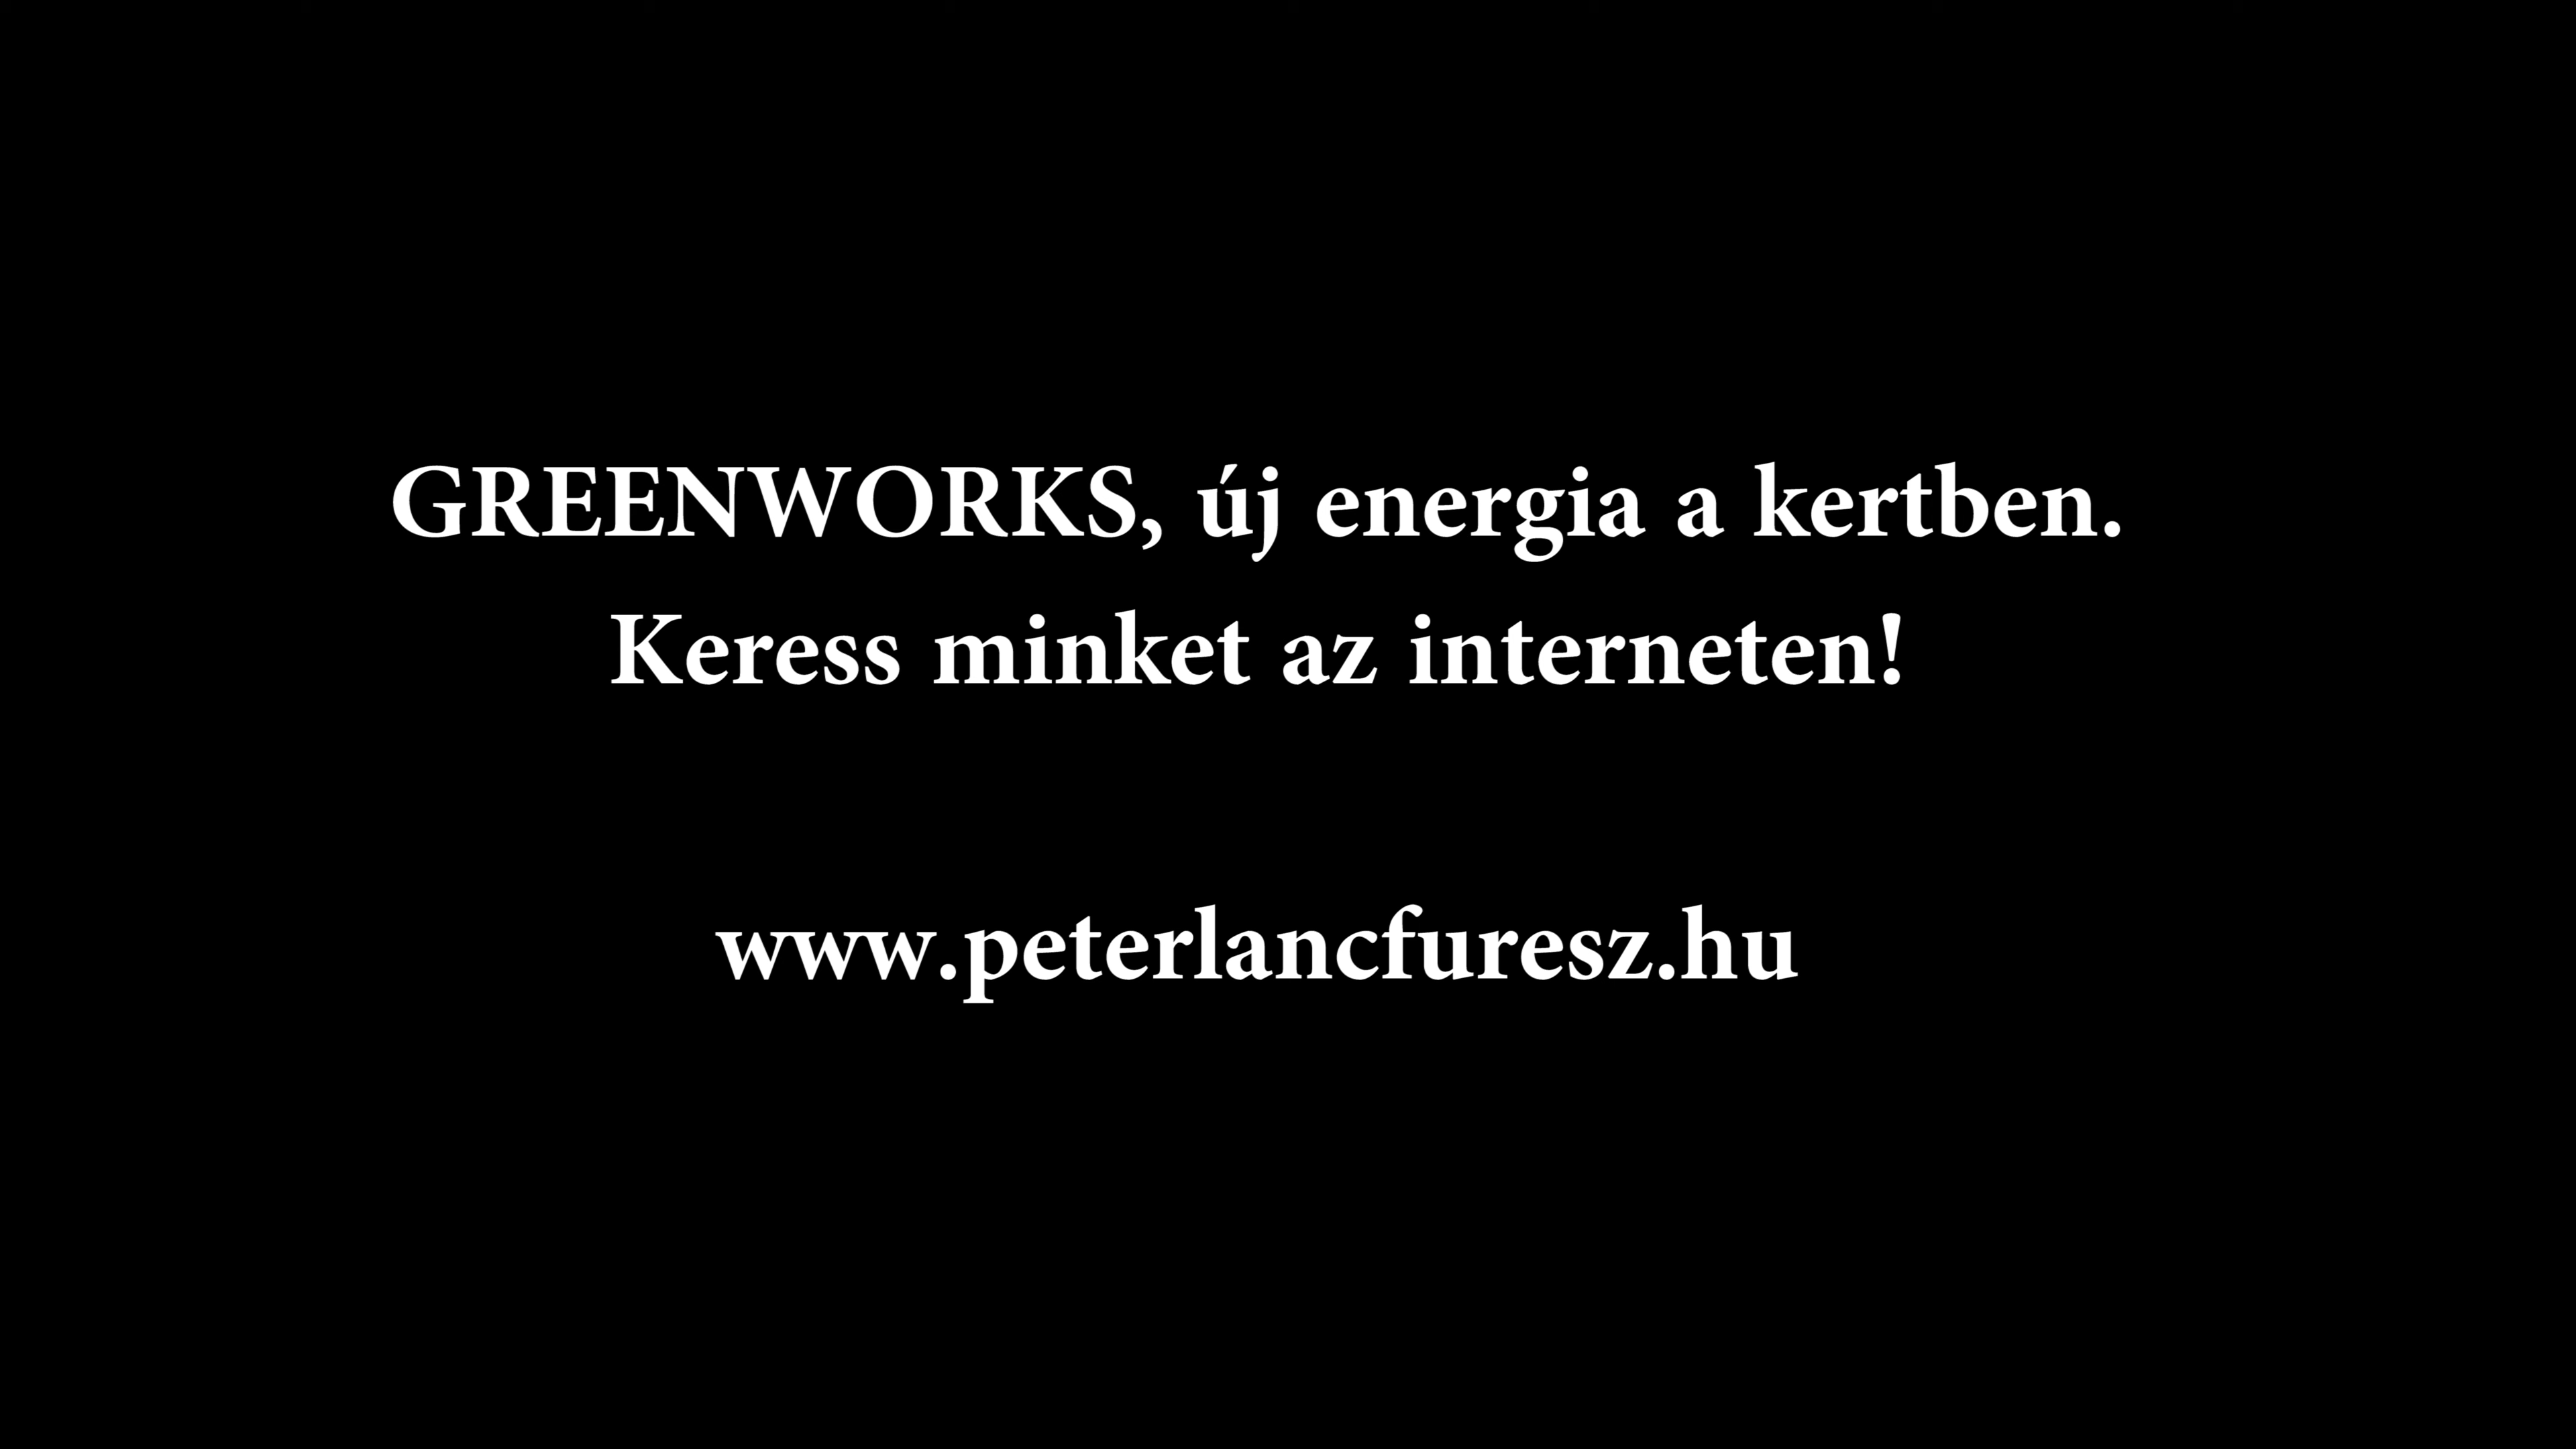 GREENWORKS, új energia a kertben.
Keress minket az interneten!
www.peterlancfuresz.hu